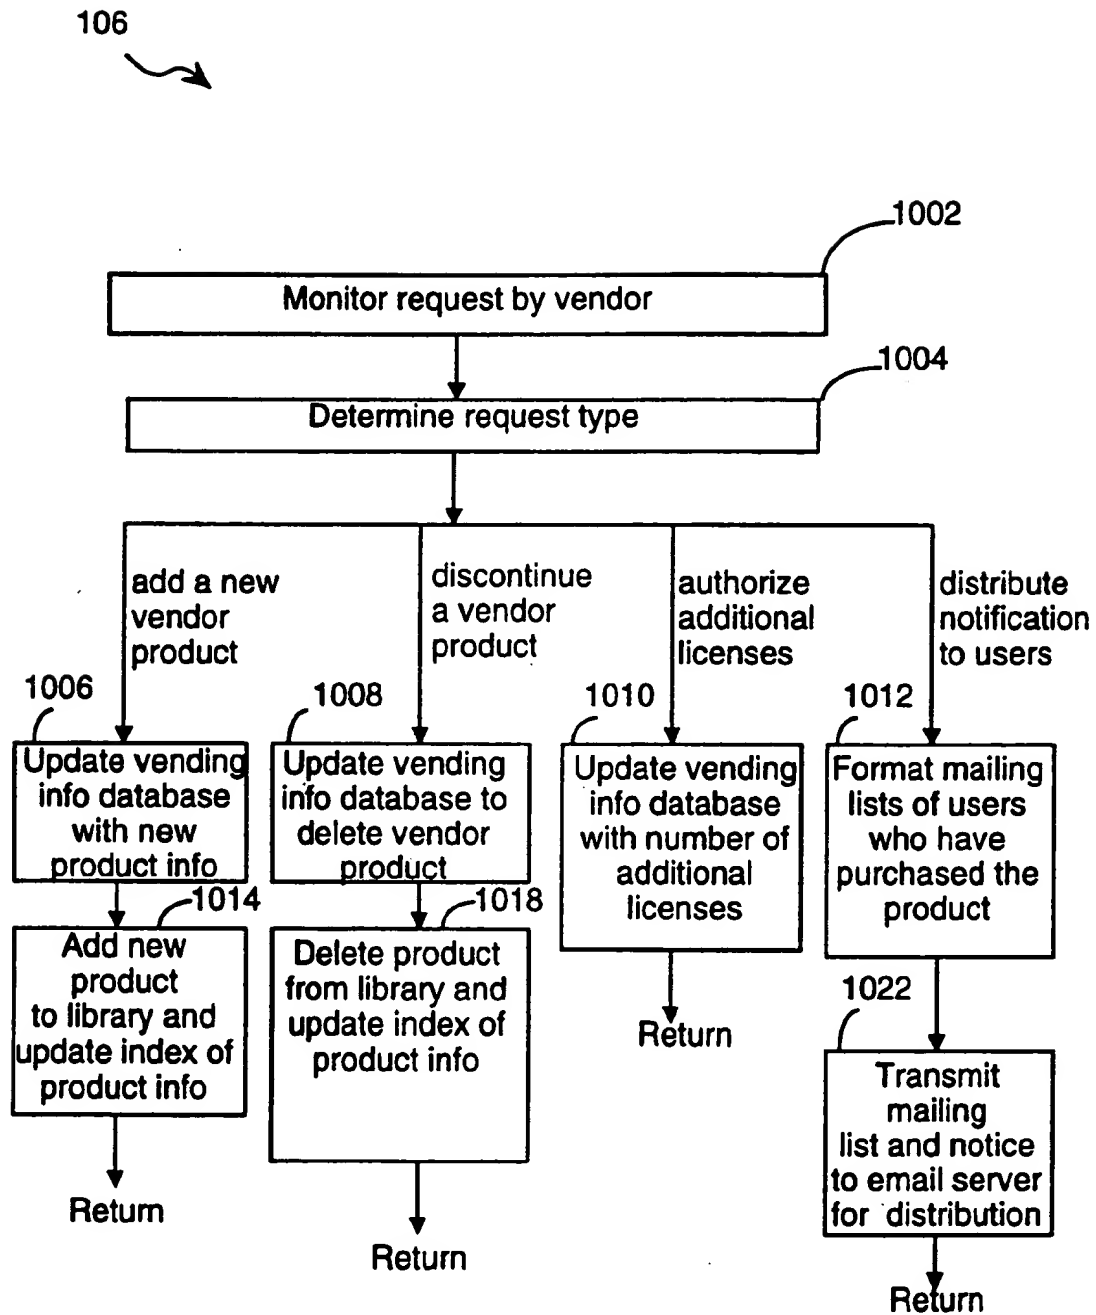 106
1002
Monitor request by vendor
1004
Determine request type
add a new
vendor
product
discontinue
a vendor
product
authorize
additional
licenses
distribute
notification
to users
1006
Update vending
info database
with new
product info
1008
Update vending
info database to
delete vendor
product
1010
Update vending
info database
with number of
additional
licenses
1012
Format mailing
lists of users
who have
purchased the
product
1014
Add new
product
to library and
update index of
product info
1018
Delete product
from library and
update index of
product info
1022
Transmit
mailing
list and notice
to email server
for distribution
Return
Return
Return
Return